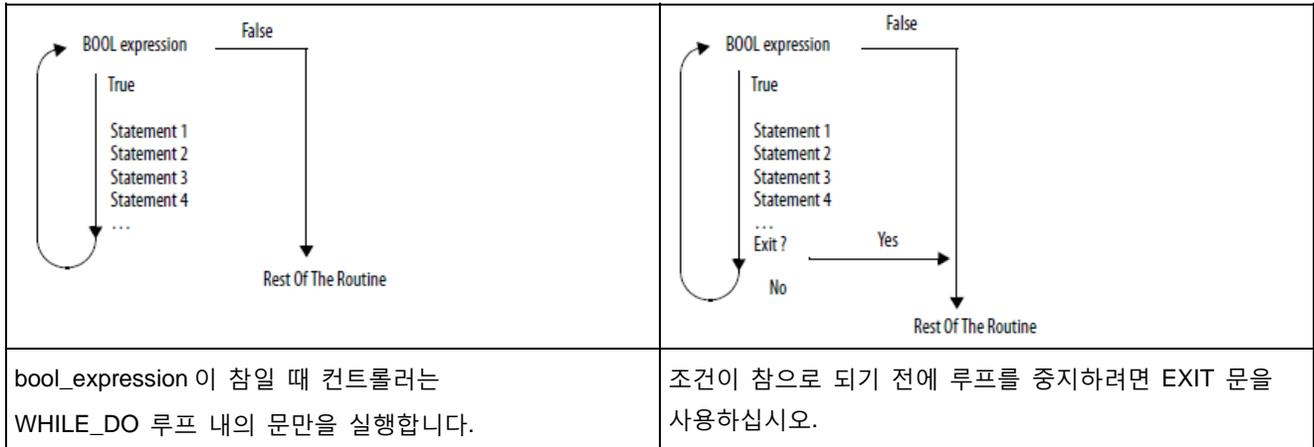 BOOL expression
False
True
Statement 1
Statement 2
Statement 3
Statement 4
...
Rest Of The Routine
BOOL expression
False
True
Statement 1
Statement 2
Statement 3
Statement 4
...
Exit ?
Yes
No
Rest Of The Routine
bool_expression 이 참일 때 컨트롤러는
WHILE_DO 루프 내의 문만을 실행합니다.
조건이 참으로 되기 전에 루프를 중지하려면 EXIT 문을
사용하십시오.